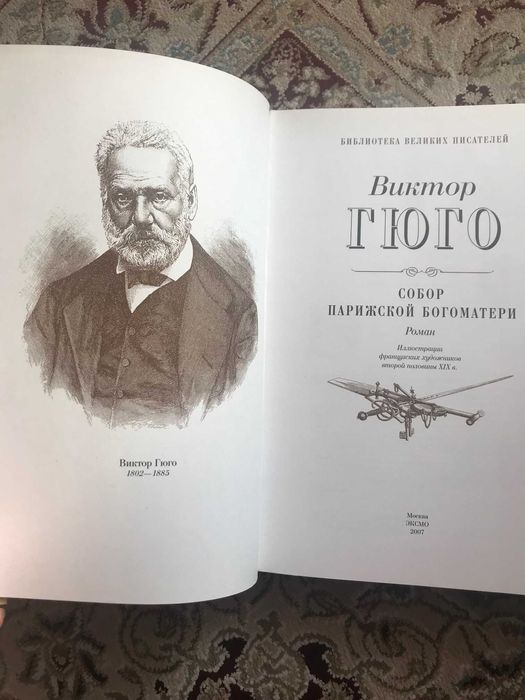 Виктор Гюго
1802—1885
БИБЛИОТЕКА ВЕЛИКИХ ПИСАТЕЛЕЙ
Виктор
ГЮГО
СОБОР
ПАРИЖСКОЙ БОГОМАТЕРИ
Роман
Иллюстрации
французских художников
второй половины XIX в.
Москва
ЭКСМО
2007